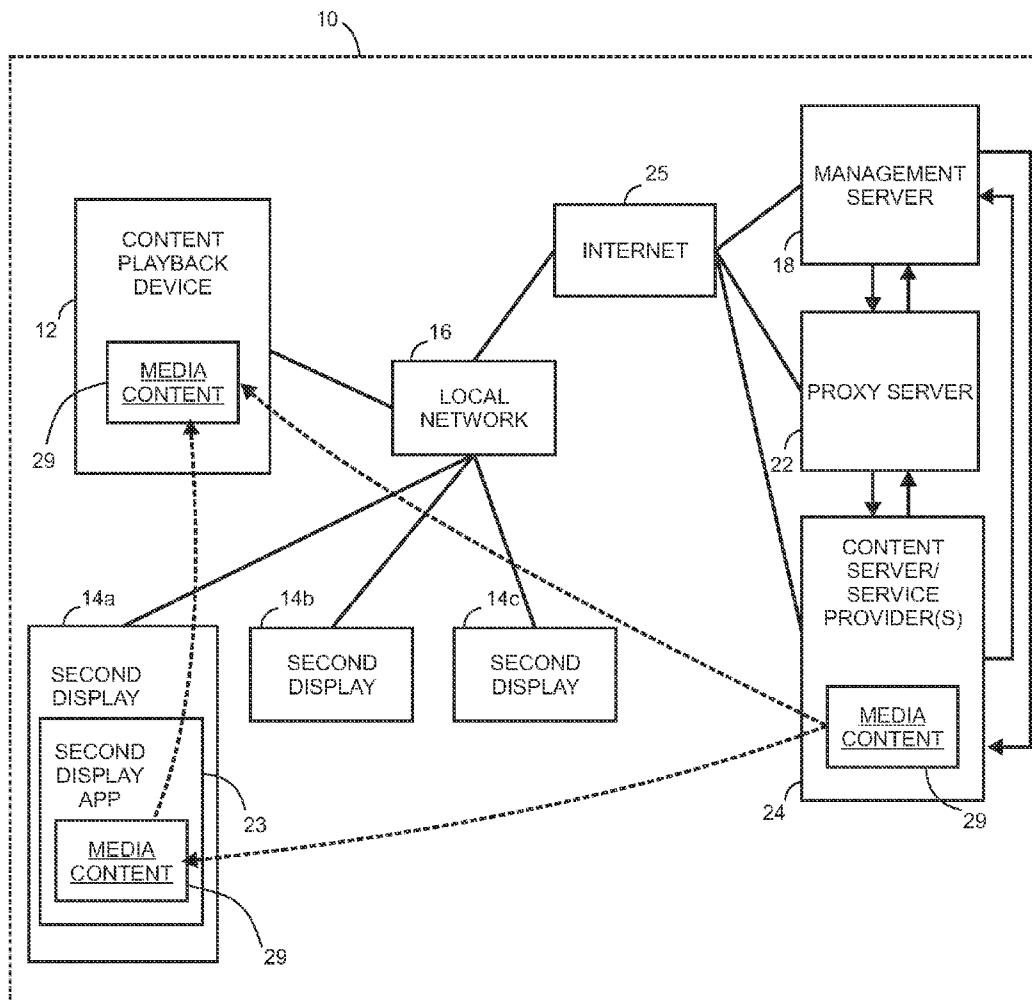 10
25
INTERNET
MANAGEMENT
SERVER
18
CONTENT
PLAYBACK
DEVICE
12
MEDIA
CONTENT
29
16
LOCAL
NETWORK
PROXY SERVER
22
CONTENT
SERVER/
SERVICE
PROVIDER(S)
MEDIA
CONTENT
24
29
14a
SECOND
DISPLAY
SECOND
DISPLAY
APP
23
MEDIA
CONTENT
29
14b
SECOND
DISPLAY
14c
SECOND
DISPLAY